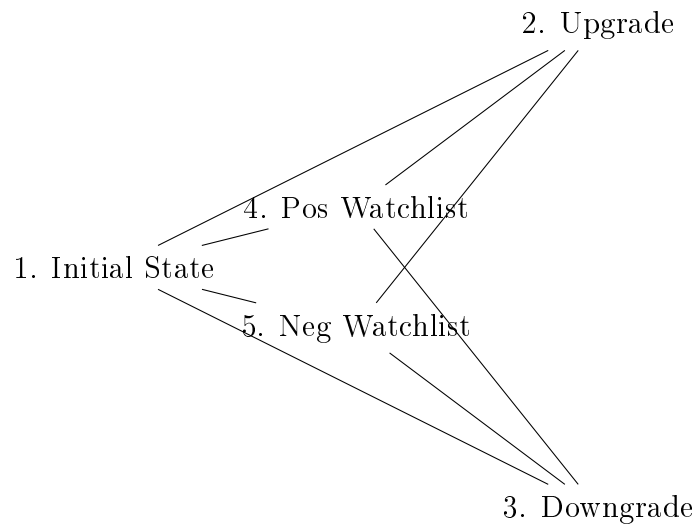 2. Upgrade
4. Pos Watchlist
1. Initial State
5. Neg Watchlist
3. Downgrade